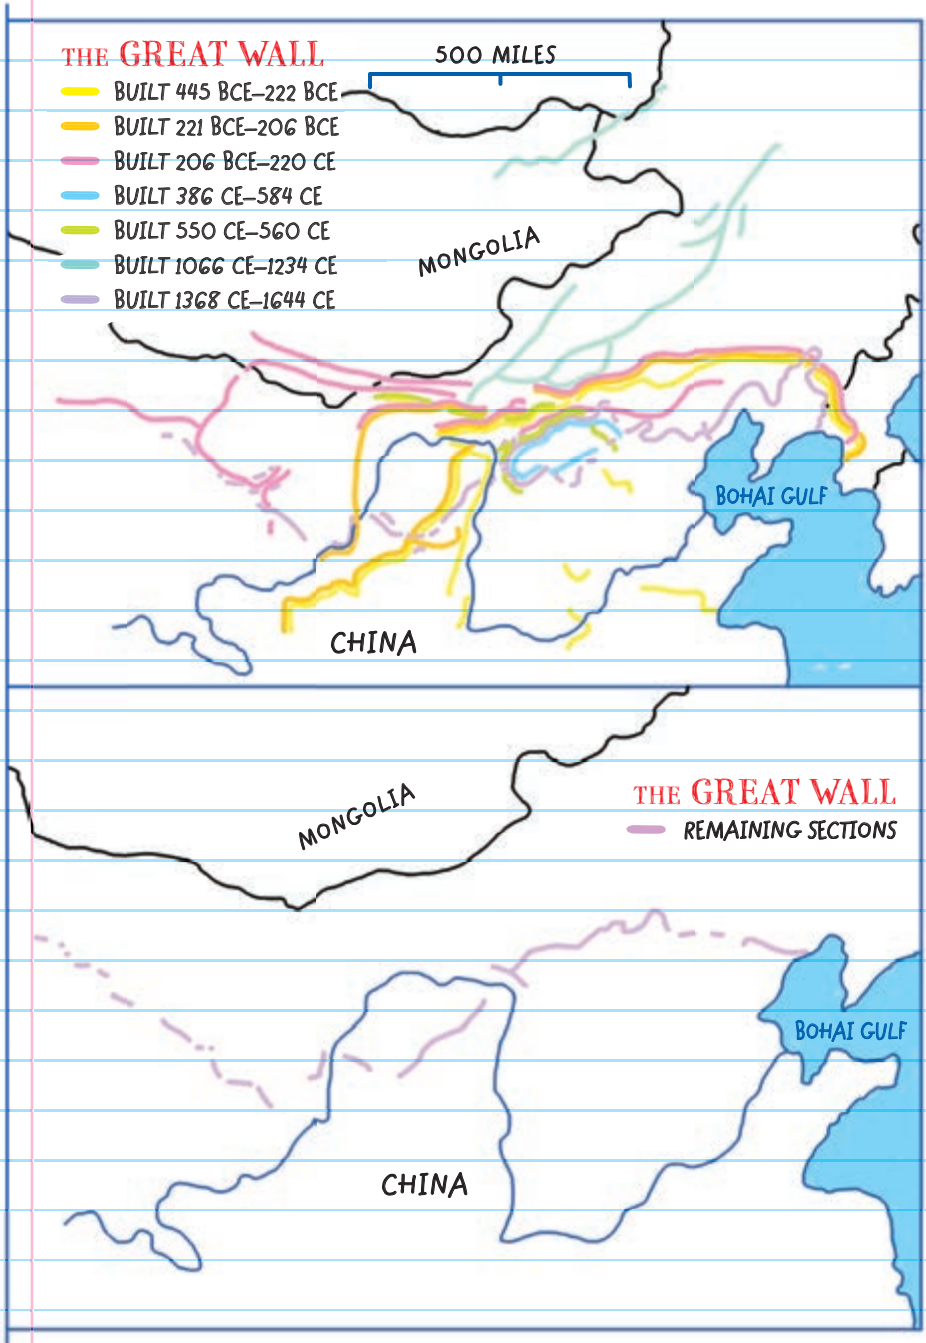 THE GREAT WALL
500 MILES
BUILT 445 BCE–222 BCE
BUILT 221 BCE–206 BCE
BUILT 206 BCE–220 CE
BUILT 386 CE–584 CE
BUILT 550 CE–560 CE
BUILT 1066 CE–1234 CE
BUILT 1368 CE–1644 CE
MONGOLIA
BOHAI GULF
CHINA
THE GREAT WALL
REMAINING SECTIONS
MONGOLIA
BOHAI GULF
CHINA